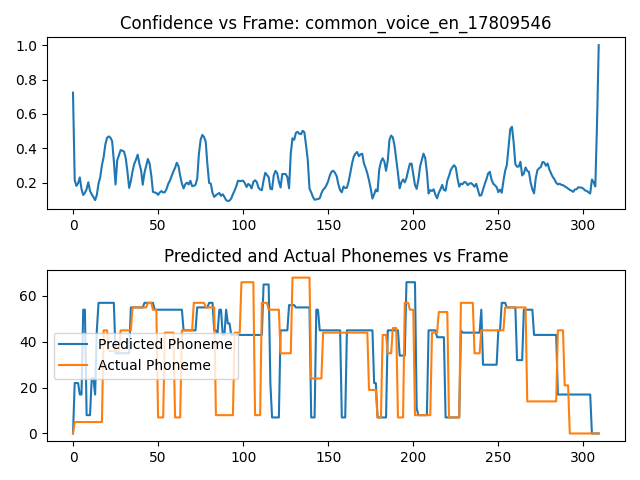 Confidence vs Frame: common_voice_en_17809546
1.0
0.8
0.6
0.4
0.2
0 50 100 150 200 250 300
Predicted and Actual Phonemes vs Frame
60
40
20
0
Predicted Phoneme
Actual Phoneme
0 50 100 150 200 250 300